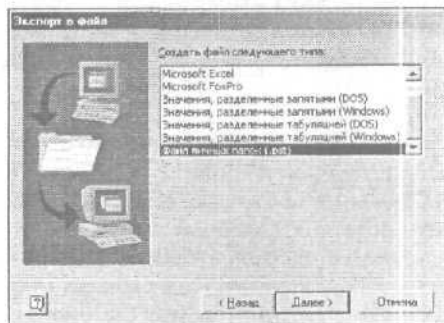 Экспорт в файл
Создать файл следующего типа:
Microsoft Excel
Microsoft FoxPro
Значения, разделенные запятыми (DOS)
Значения, разделенные запятыми (Windows)
Значения, разделенные табуляцией (DOS)
Значения, разделенные табуляцией (Windows)
Файл личных папок (.pst)
< Назад
Далее >
Отмена